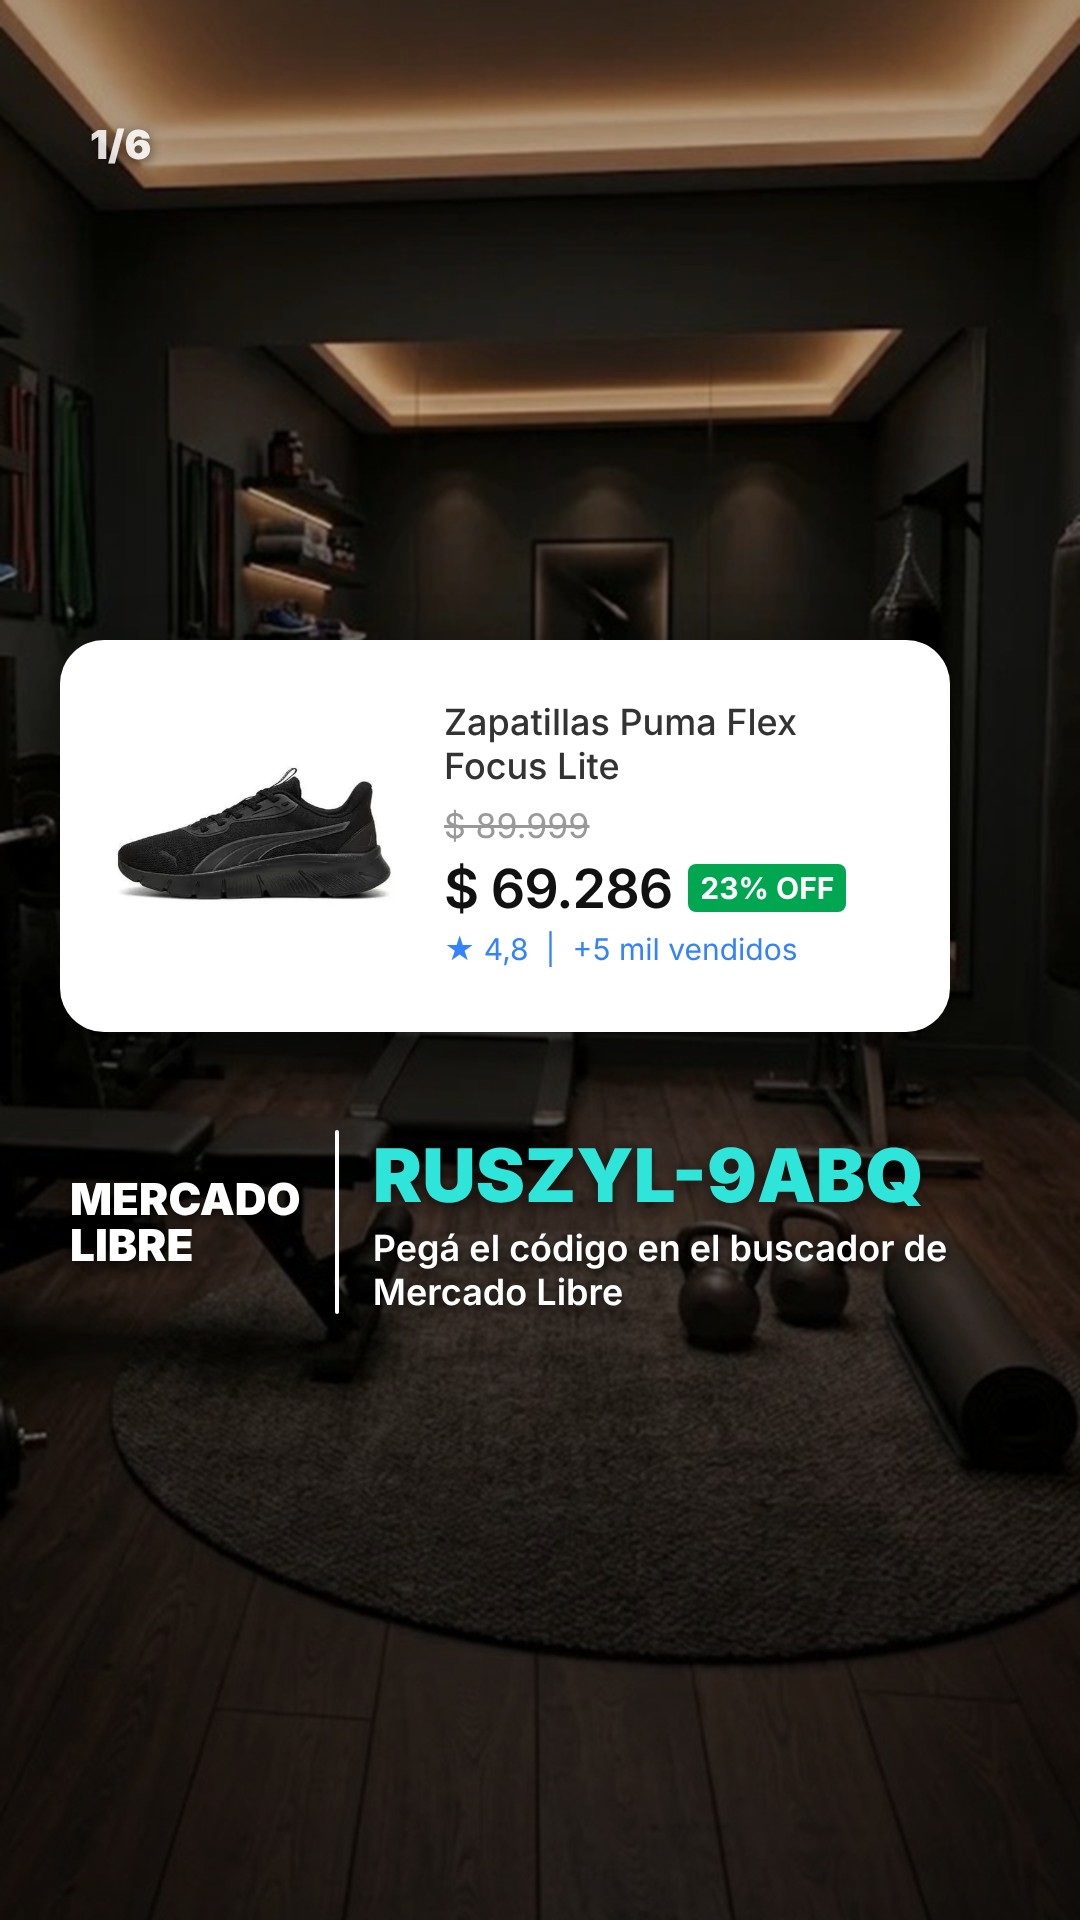 1/6
Zapatillas Puma Flex
Focus Lite
$ 89.999
$ 69.286 23% OFF
★ 4,8 | +5 mil vendidos
MERCADO
LIBRE
RUSZYL-9ABQ
Pegá el código en el buscador de
Mercado Libre